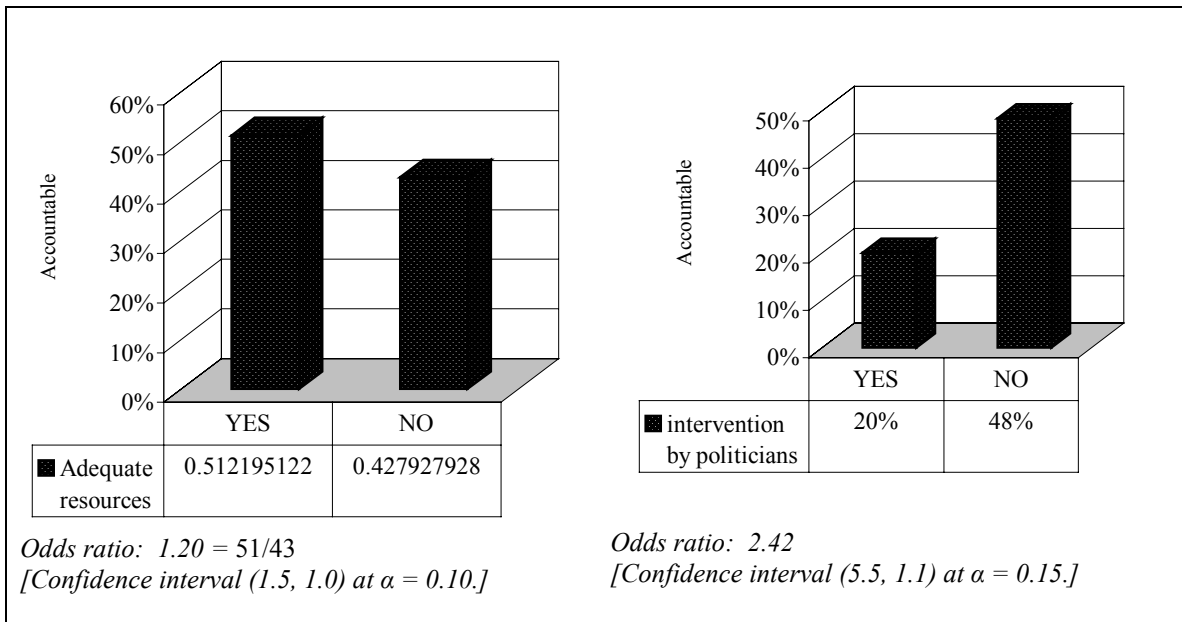 Accountable
60%
50%
40%
30%
20%
10%
0%
YES NO
Adequate
resources
0.512195122 0.427927928
Odds ratio: 1.20 = 51/43
[Confidence interval (1.5, 1.0) at α = 0.10.]
Accountable
50%
40%
30%
20%
10%
0%
YES NO
intervention
by politicians
20% 48%
Odds ratio: 2.42
[Confidence interval (5.5, 1.1) at α = 0.15.]